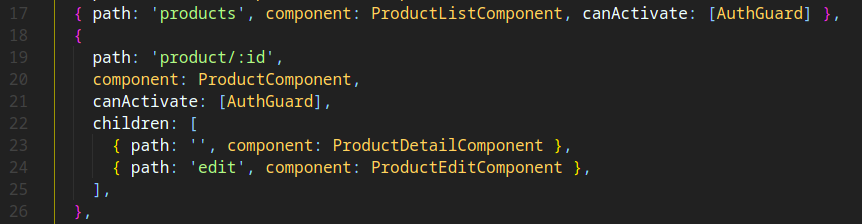 17 { path: 'products', component: ProductListComponent, canActivate: [AuthGuard] },
18 {
19 path: 'product/:id',
20 component: ProductComponent,
21 canActivate: [AuthGuard],
22 children: [
23 { path: '', component: ProductDetailComponent },
24 { path: 'edit', component: ProductEditComponent },
25 ],
26 },